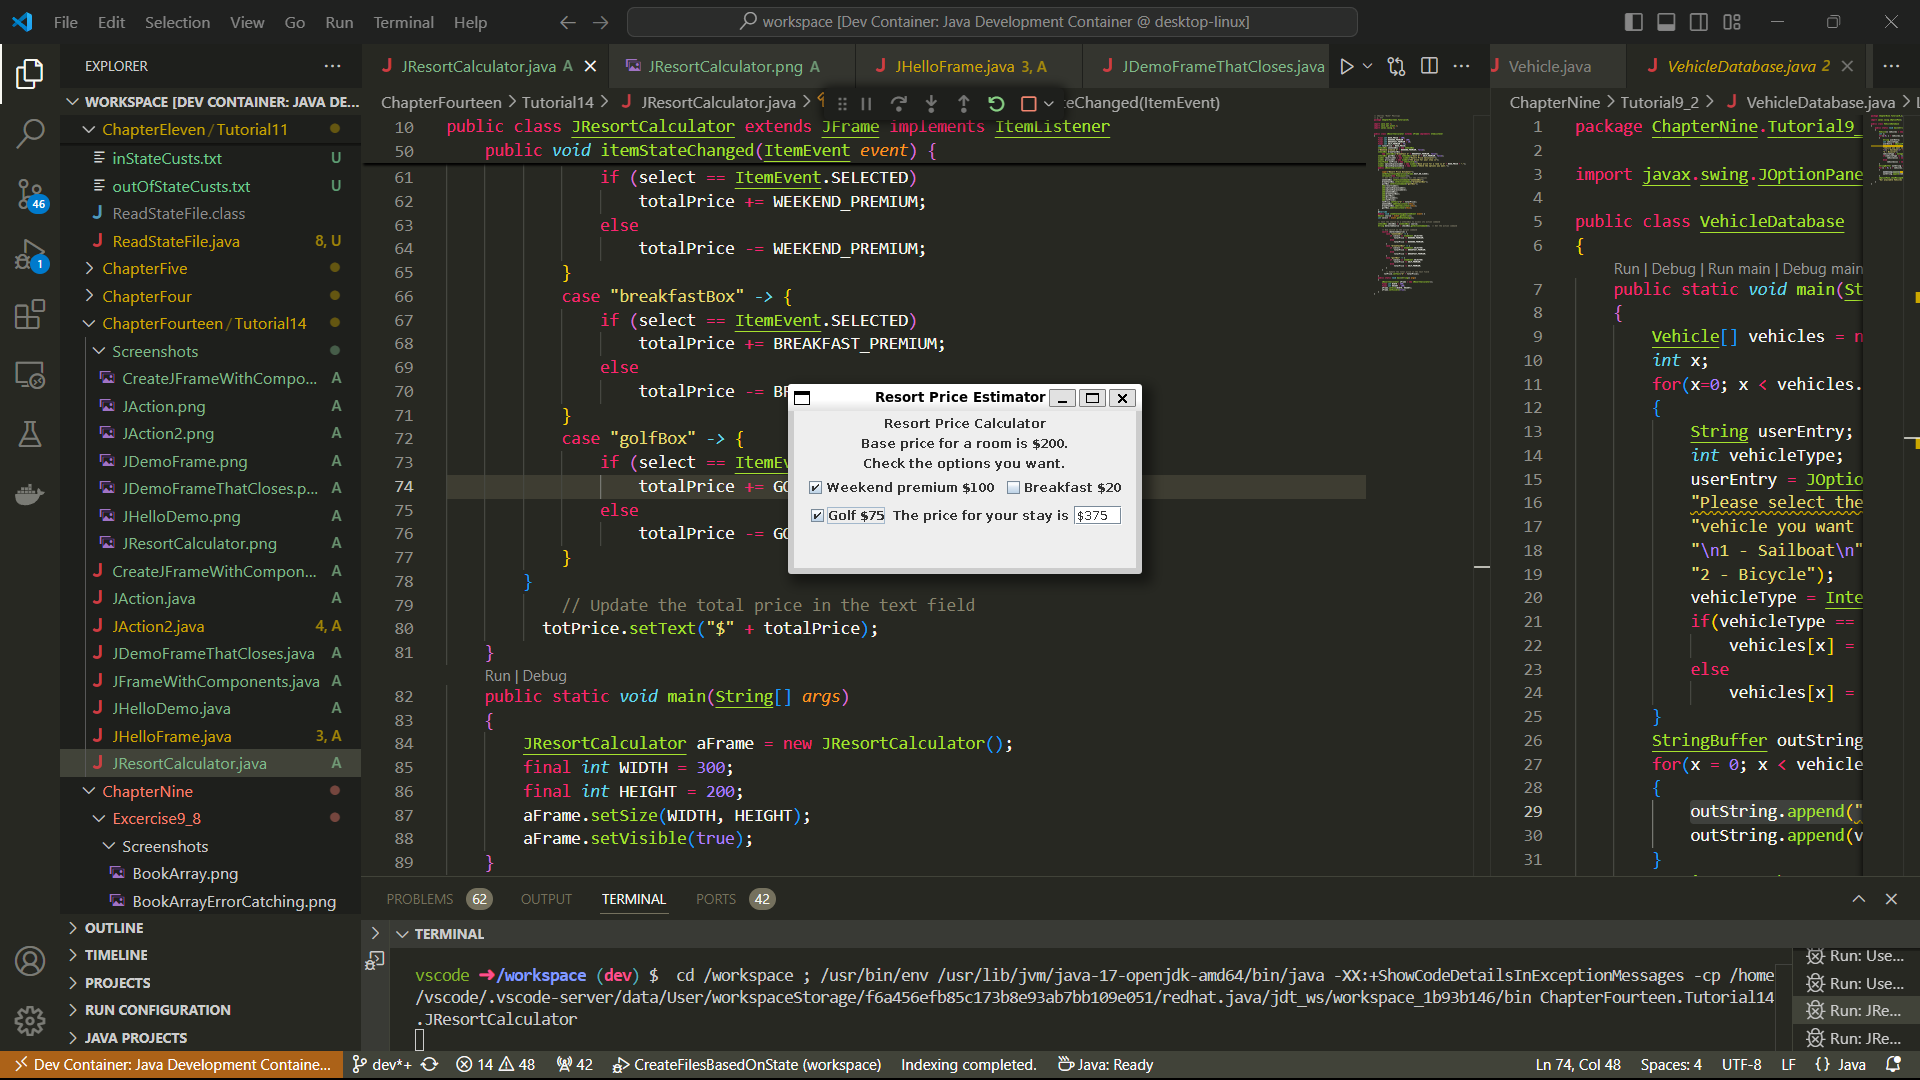 File Edit Selection View Go Run Terminal Help
workspace [Dev Container: Java Development Container @ desktop-linux]
EXPLORER
WORKSPACE [DEV CONTAINER: JAVA DE...
ChapterEleven / Tutorial11
inStateCusts.txt U
outOfStateCusts.txt U
ReadStateFile.class
ReadStateFile.java 8, U
ChapterFive
ChapterFour
ChapterFourteen / Tutorial14
Screenshots
CreateJFrameWithCompo... A
JAction.png A
JAction2.png A
JDemoFrame.png A
JDemoFrameThatCloses.p... A
JHelloDemo.png A
JResortCalculator.png A
CreateJFrameWithCompon... A
JAction.java A
JAction2.java 4, A
JDemoFrameThatCloses.java A
JFrameWithComponents.java A
JHelloDemo.java A
JHelloFrame.java 3, A
JResortCalculator.java A
ChapterNine
Excercise9_8
Screenshots
BookArray.png
BookArrayErrorCatching.png
OUTLINE
TIMELINE
PROJECTS
RUN CONFIGURATION
JAVA PROJECTS
46
1
JResortCalculator.java A
JResortCalculator.png A
JHelloFrame.java 3, A
JDemoFrameThatCloses.java
ChapterFourteen > Tutorial14 > JResortCalculator.java > teChanged(ItemEvent)
10 public class JResortCalculator extends JFrame implements ItemListener
50 public void itemStateChanged(ItemEvent event) {
61 if (select == ItemEvent.SELECTED)
62 totalPrice += WEEKEND_PREMIUM;
63 else
64 totalPrice -= WEEKEND_PREMIUM;
65 }
66 case "breakfastBox" -> {
67 if (select == ItemEvent.SELECTED)
68 totalPrice += BREAKFAST_PREMIUM;
69 else
70 totalPrice -= BR
71 }
72 case "golfBox" -> {
73 if (select == ItemEv
74 totalPrice += GO
75 else
76 totalPrice -= GO
77 }
78 }
79 // Update the total price in the text field
80 totPrice.setText("$" + totalPrice);
81 }
Run | Debug
82 public static void main(String[] args)
83 {
84 JResortCalculator aFrame = new JResortCalculator();
85 final int WIDTH = 300;
86 final int HEIGHT = 200;
87 aFrame.setSize(WIDTH, HEIGHT);
88 aFrame.setVisible(true);
89 }
Resort Price Estimator
Resort Price Calculator
Base price for a room is $200.
Check the options you want.
Weekend premium $100 Breakfast $20
Golf $75 The price for your stay is $375
Vehicle.java
VehicleDatabase.java 2
ChapterNine > Tutorial9_2 > VehicleDatabase.java >
1 package ChapterNine.Tutorial9_
2
3 import javax.swing.JOptionPane
4
5 public class VehicleDatabase
6 {
Run | Debug | Run main | Debug main
7 public static void main(St
8 {
9 Vehicle[] vehicles = n
10 int x;
11 for(x=0; x < vehicles.
12 {
13 String userEntry;
14 int vehicleType;
15 userEntry = JOptio
16 "Please select the
17 "vehicle you want
18 "\n1 - Sailboat\n"
19 "2 - Bicycle");
20 vehicleType = Inte
21 if(vehicleType ==
22 vehicles[x] =
23 else
24 vehicles[x] =
25 }
26 StringBuffer outString
27 for(x = 0; x < vehicle
28 {
29 outString.append("
30 outString.append(v
31 }
PROBLEMS 62 OUTPUT TERMINAL PORTS 42
TERMINAL
vscode ➜/workspace (dev) $ cd /workspace ; /usr/bin/env /usr/lib/jvm/java-17-openjdk-amd64/bin/java -XX:+ShowCodeDetailsInExceptionMessages -cp /home
/vscode/.vscode-server/data/User/workspaceStorage/f6a456efb85c173b8e93ab7bb109e051/redhat.java/jdt_ws/workspace_1b93b146/bin ChapterFourteen.Tutorial14
.JResortCalculator
Run: Use...
Run: Use...
Run: JRe...
Run: JRe...
Dev Container: Java Development Containe... dev*+ 14 48 42 CreateFilesBasedOnState (workspace) Indexing completed. Java: Ready Ln 74, Col 48 Spaces: 4 UTF-8 LF {} Java